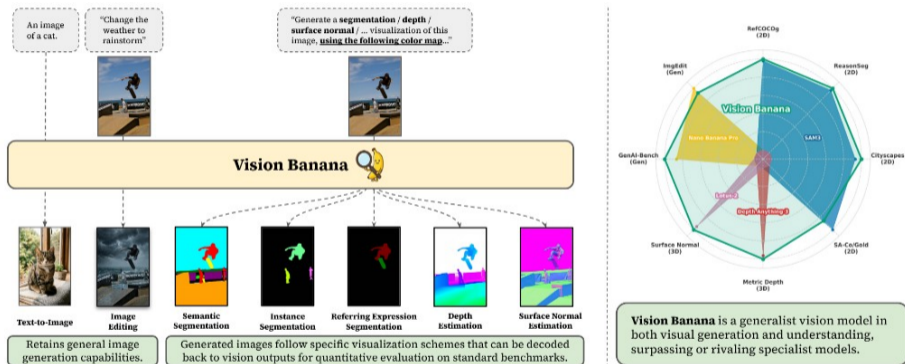 An image
of a cat.
“Change the
weather to
rainstorm”
“Generate a segmentation / depth /
surface normal / ... visualization of this
image, using the following color map...”
Vision Banana
Text-to-Image
Image
Editing
Semantic
Segmentation
Instance
Segmentation
Referring Expression
Segmentation
Depth
Estimation
Surface Normal
Estimation
Retains general image
generation capabilities.
Generated images follow specific visualization schemes that can be decoded
back to vision outputs for quantitative evaluation on standard benchmarks.
RefCOCOg
(2D)
ImgEdit
(Gen)
ReasonSeg
(2D)
Vision Banana
Nano Banana Pro
SAM3
GenAI-Bench
(Gen)
Cityscapes
(2D)
Lotus-2
Depth Anything 3
Surface Normal
(3D)
SA-Co/Gold
(2D)
Metric Depth
(3D)
Vision Banana is a generalist vision model in
both visual generation and understanding,
surpassing or rivaling specialist models.